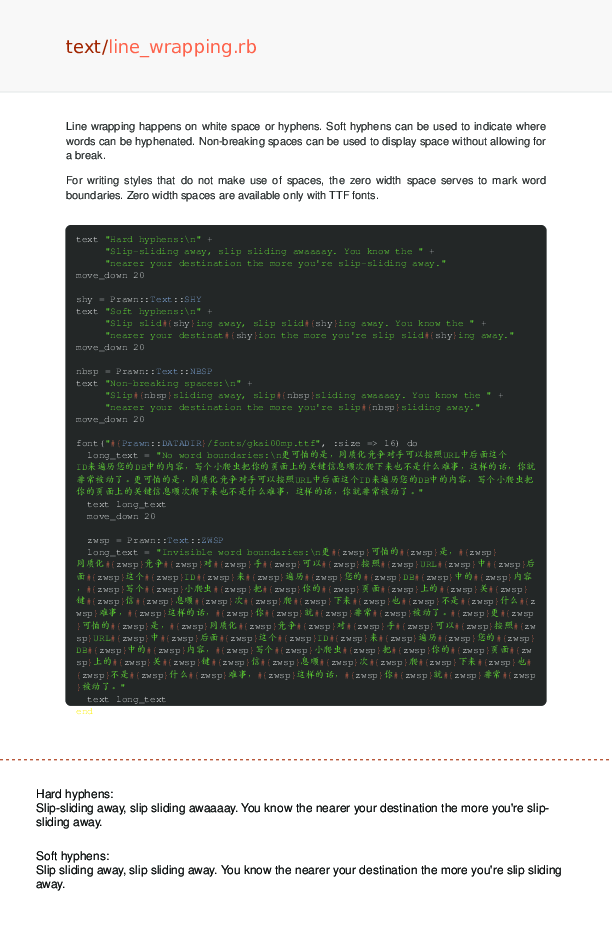 text/line_wrapping.rb
Line wrapping happens on white space or hyphens. Soft hyphens can be used to indicate where
words can be hyphenated. Non-breaking spaces can be used to display space without allowing for
a break.
For writing styles that do not make use of spaces, the zero width space serves to mark word
boundaries. Zero width spaces are available only with TTF fonts.
text "Hard hyphens:\n" +
"Slip-sliding away, slip sliding awaaaay. You know the " +
"nearer your destination the more you're slip-sliding away."
move_down 20
shy = Prawn::Text::SHY
text "Soft hyphens:\n" +
"Slip slid#{shy}ing away, slip slid#{shy}ing away. You know the " +
"nearer your destinat#{shy}ion the more you're slip slid#{shy}ing away."
move_down 20
nbsp = Prawn::Text::NBSP
text "Non-breaking spaces:\n" +
"Slip#{nbsp}sliding away, slip#{nbsp}sliding awaaaay. You know the " +
"nearer your destination the more you're slip#{nbsp}sliding away."
move_down 20
font("#{Prawn::DATADIR}/fonts/gkai00mp.ttf", :size => 16) do
long_text = "No word boundaries:\n更可怕的是，同质化竞争对手可以按照URL中后面这个
ID来遍历您的DB中的内容，写个小爬虫把你的页面上的关键信息顺次爬下来也不是什么难事，这样的话，你就
非常被动了。更可怕的是，同质化竞争对手可以按照URL中后面这个ID来遍历您的DB中的内容，写个小爬虫把
你的页面上的关键信息顺次爬下来也不是什么难事，这样的话，你就非常被动了。"
text long_text
move_down 20
zwsp = Prawn::Text::ZWSP
long_text = "Invisible word boundaries:\n更#{zwsp}可怕的#{zwsp}是，#{zwsp}
同质化#{zwsp}竞争#{zwsp}对#{zwsp}手#{zwsp}可以#{zwsp}按照#{zwsp}URL#{zwsp}中#{zwsp}后
面#{zwsp}这个#{zwsp}ID#{zwsp}来#{zwsp}遍历#{zwsp}您的#{zwsp}DB#{zwsp}中的#{zwsp}内容
，#{zwsp}写个#{zwsp}小爬虫#{zwsp}把#{zwsp}你的#{zwsp}页面#{zwsp}上的#{zwsp}关#{zwsp}
键#{zwsp}信#{zwsp}息顺#{zwsp}次#{zwsp}爬#{zwsp}下来#{zwsp}也#{zwsp}不是#{zwsp}什么#{z
wsp}难事，#{zwsp}这样的话，#{zwsp}你#{zwsp}就#{zwsp}非常#{zwsp}被动了。#{zwsp}更#{zwsp
}可怕的#{zwsp}是，#{zwsp}同质化#{zwsp}竞争#{zwsp}对#{zwsp}手#{zwsp}可以#{zwsp}按照#{zw
sp}URL#{zwsp}中#{zwsp}后面#{zwsp}这个#{zwsp}ID#{zwsp}来#{zwsp}遍历#{zwsp}您的#{zwsp}
DB#{zwsp}中的#{zwsp}内容，#{zwsp}写个#{zwsp}小爬虫#{zwsp}把#{zwsp}你的#{zwsp}页面#{zw
sp}上的#{zwsp}关#{zwsp}键#{zwsp}信#{zwsp}息顺#{zwsp}次#{zwsp}爬#{zwsp}下来#{zwsp}也#
{zwsp}不是#{zwsp}什么#{zwsp}难事，#{zwsp}这样的话，#{zwsp}你#{zwsp}就#{zwsp}非常#{zwsp
}被动了。"
text long_text
end
Hard hyphens:
Slip-sliding away, slip sliding awaaaay. You know the nearer your destination the more you're slip-
sliding away.
Soft hyphens:
Slip sliding away, slip sliding away. You know the nearer your destination the more you're slip sliding
away.